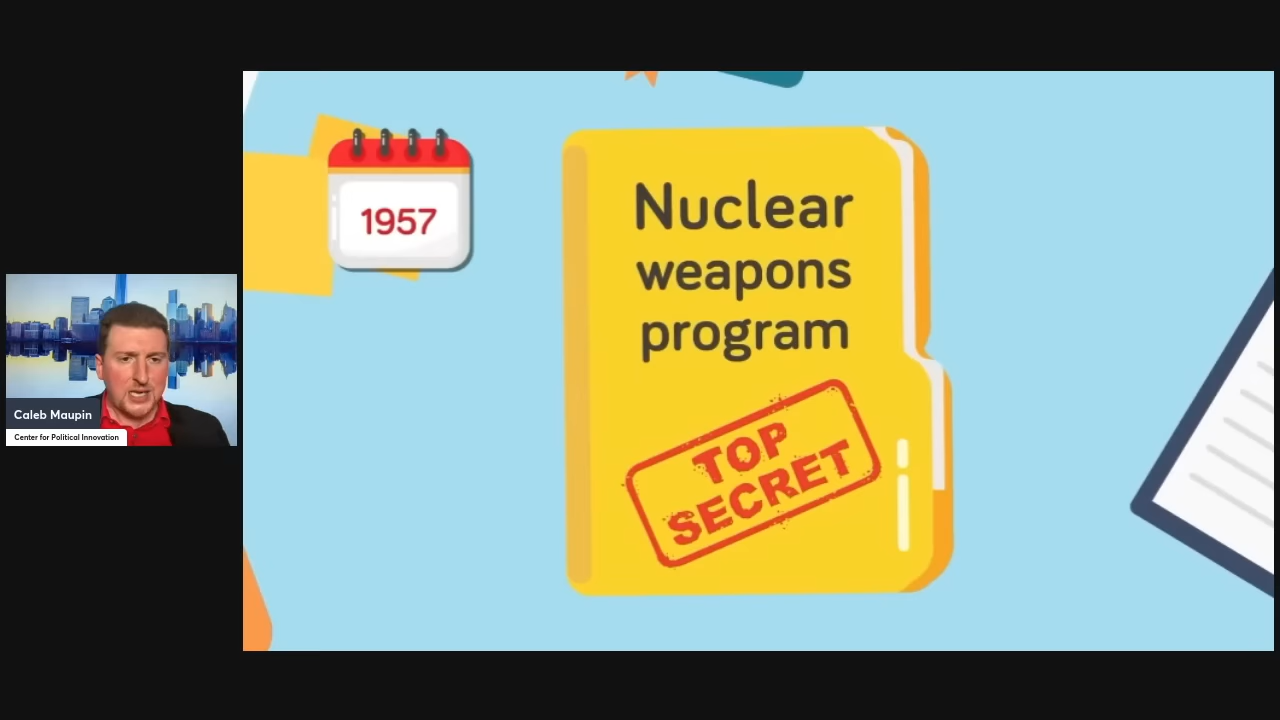 1957
Nuclear
weapons
program
TOP
SECRET
Caleb Maupin
Center for Political Innovation